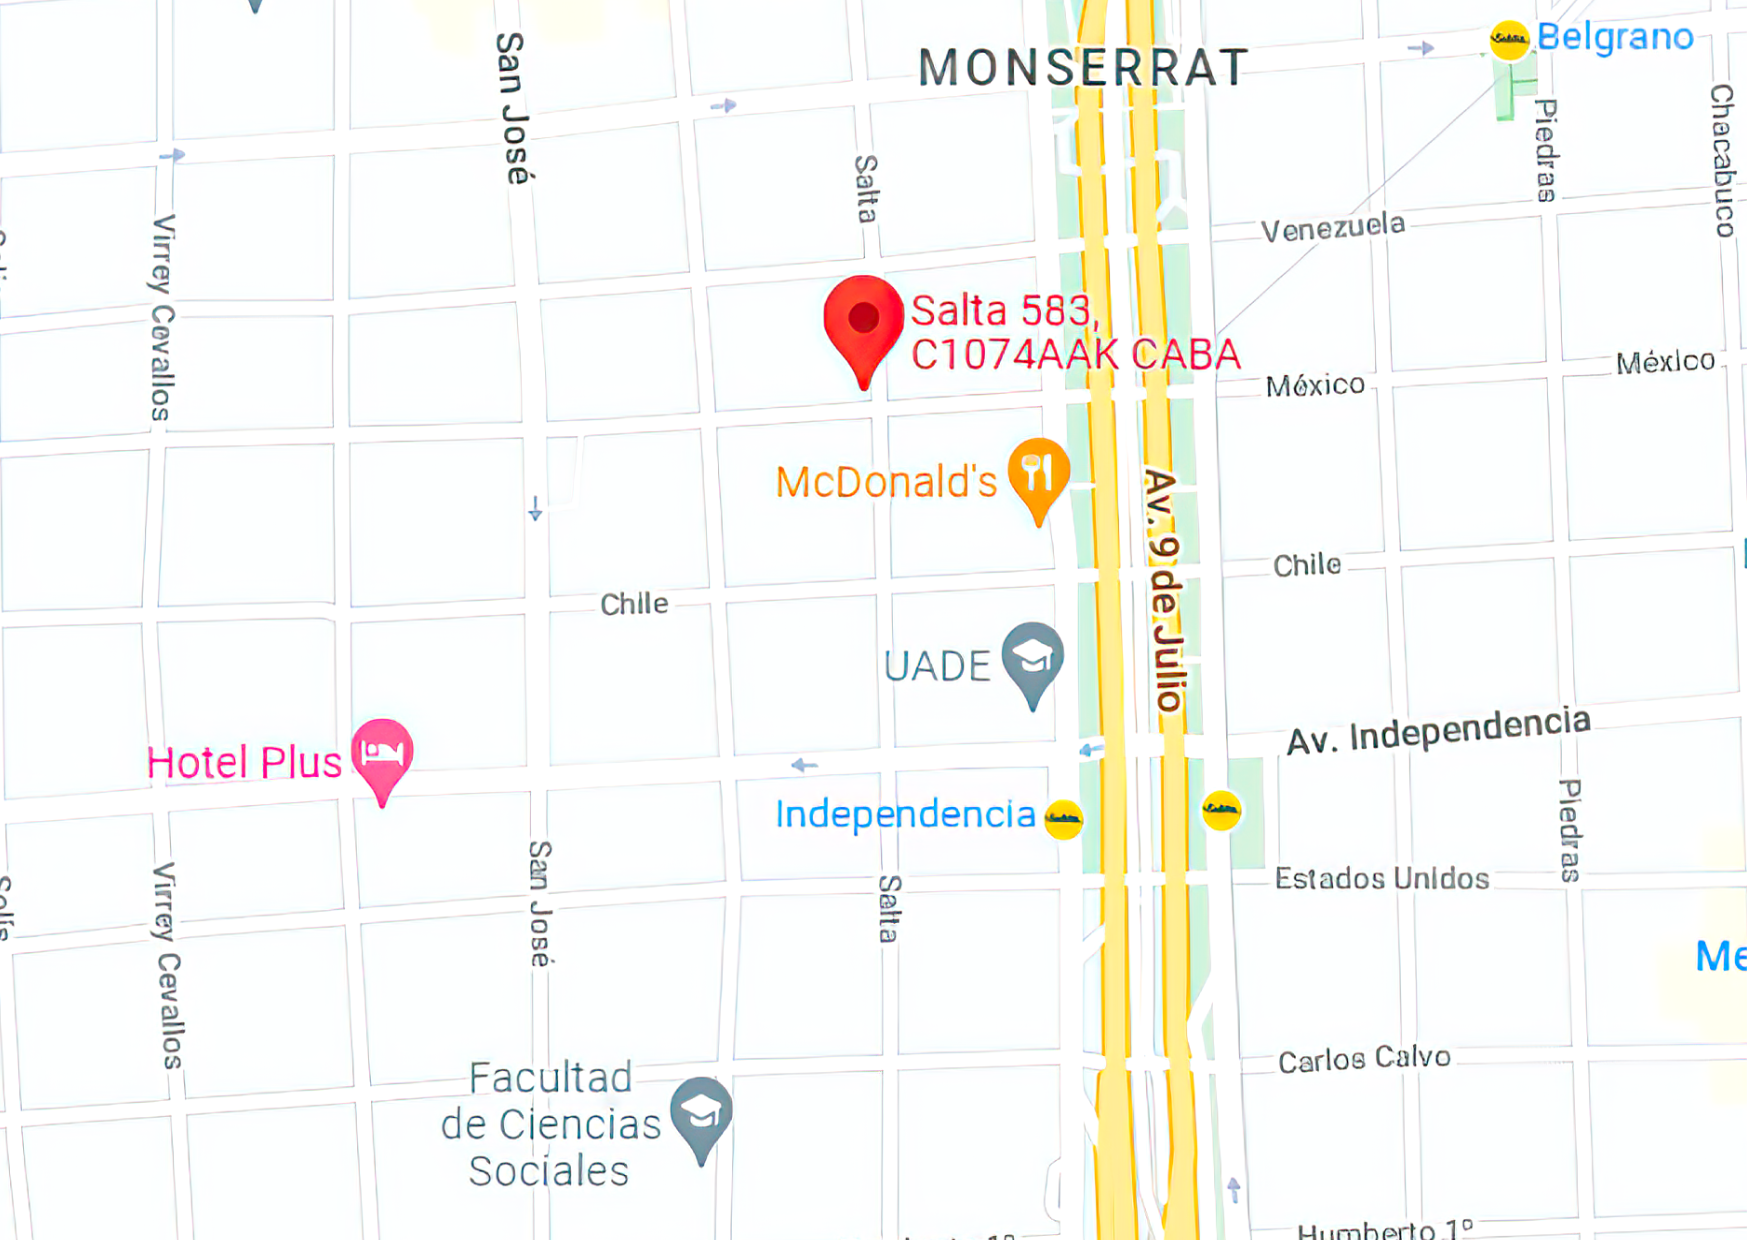 MONSERRAT
Belgrano
San José
Salta
Piedras
Chacabuco
Virrey Cevallos
Venezuela
Salta 583,
C1074AAK CABA
México
México
McDonald's
Av. 9 de Julio
Chile
Chile
UADE
Av. Independencia
Hotel Plus
Independencia
Piedras
San José
Salta
Estados Unidos
Virrey Cevallos
Solís
Me
Carlos Calvo
Facultad
de Ciencias
Sociales
Humberto 1°